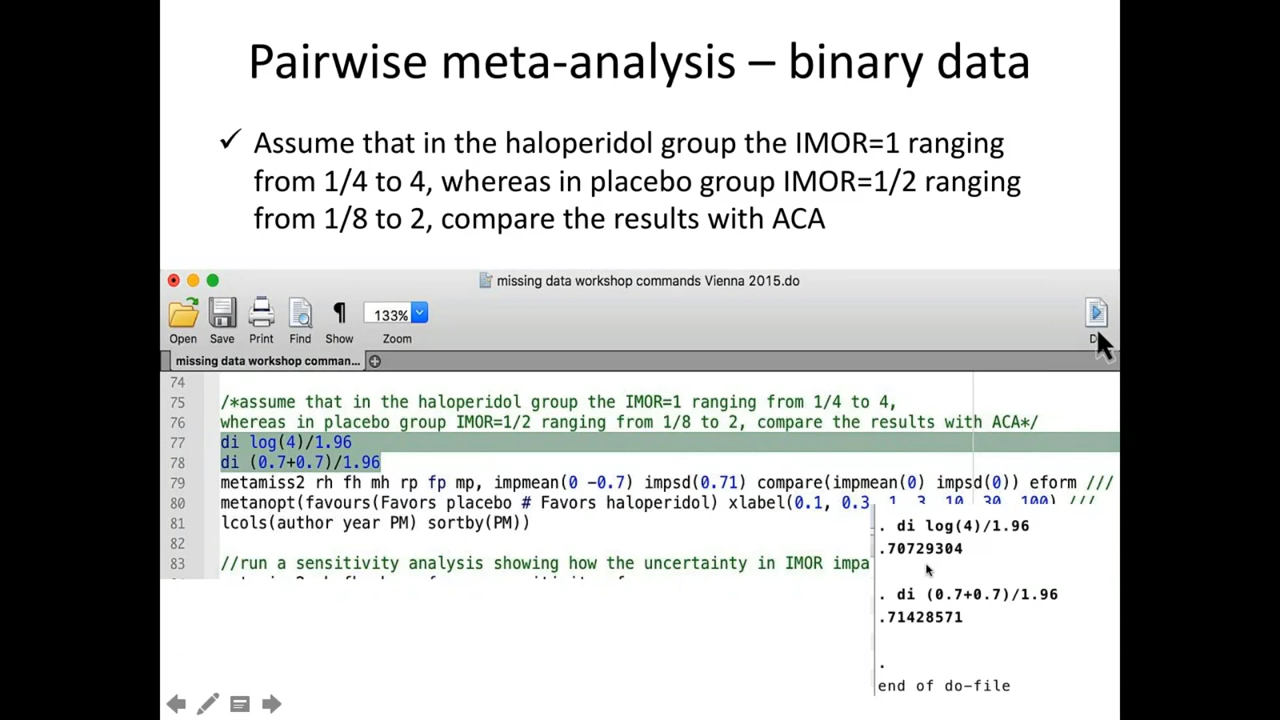 Pairwise meta-analysis – binary data
✓ Assume that in the haloperidol group the IMOR=1 ranging
from 1/4 to 4, whereas in placebo group IMOR=1/2 ranging
from 1/8 to 2, compare the results with ACA
missing data workshop commands Vienna 2015.do
133%
Open Save Print Find Show Zoom
missing data workshop comman...
74
75 /*assume that in the haloperidol group the IMOR=1 ranging from 1/4 to 4,
76 whereas in placebo group IMOR=1/2 ranging from 1/8 to 2, compare the results with ACA*/
77 di log(4)/1.96
78 di (0.7+0.7)/1.96
79 metamiss2 rh fh mh rp fp mp, impmean(0 -0.7) impsd(0.71) compare(impmean(0) impsd(0)) eform ///
80 metanopt(favours(Favors placebo # Favors haloperidol) xlabel(0.1, 0.3 1 3 10 30 100) ///
81 lcols(author year PM) sortby(PM))
82
83 //run a sensitivity analysis showing how the uncertainty in IMOR impa
. di log(4)/1.96
.70729304
. di (0.7+0.7)/1.96
.71428571
.
end of do-file